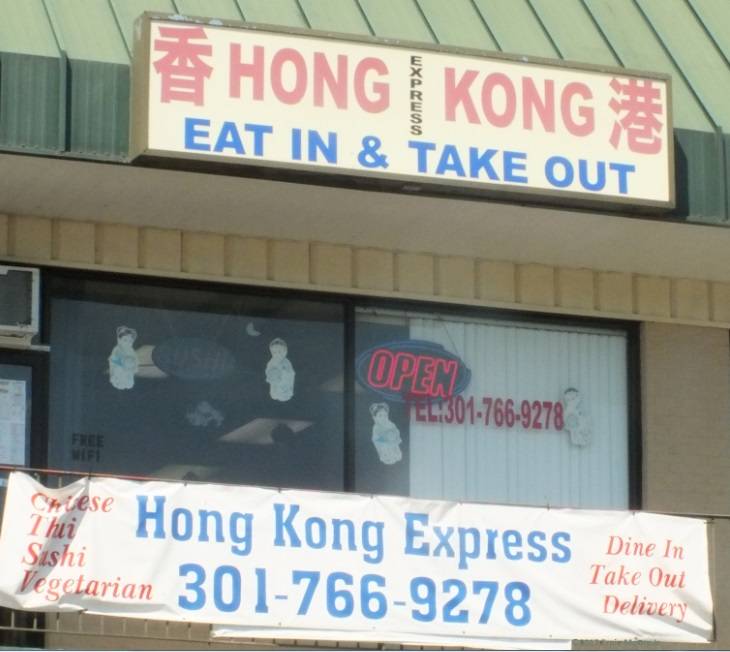 香 HONG EXPRESS KONG 港
EAT IN & TAKE OUT
SUSHI
OPEN
TEL:301-766-9278
FREE
WIFI
Chinese
Thai
Sushi
Vegetarian
Hong Kong Express
301-766-9278
Dine In
Take Out
Delivery